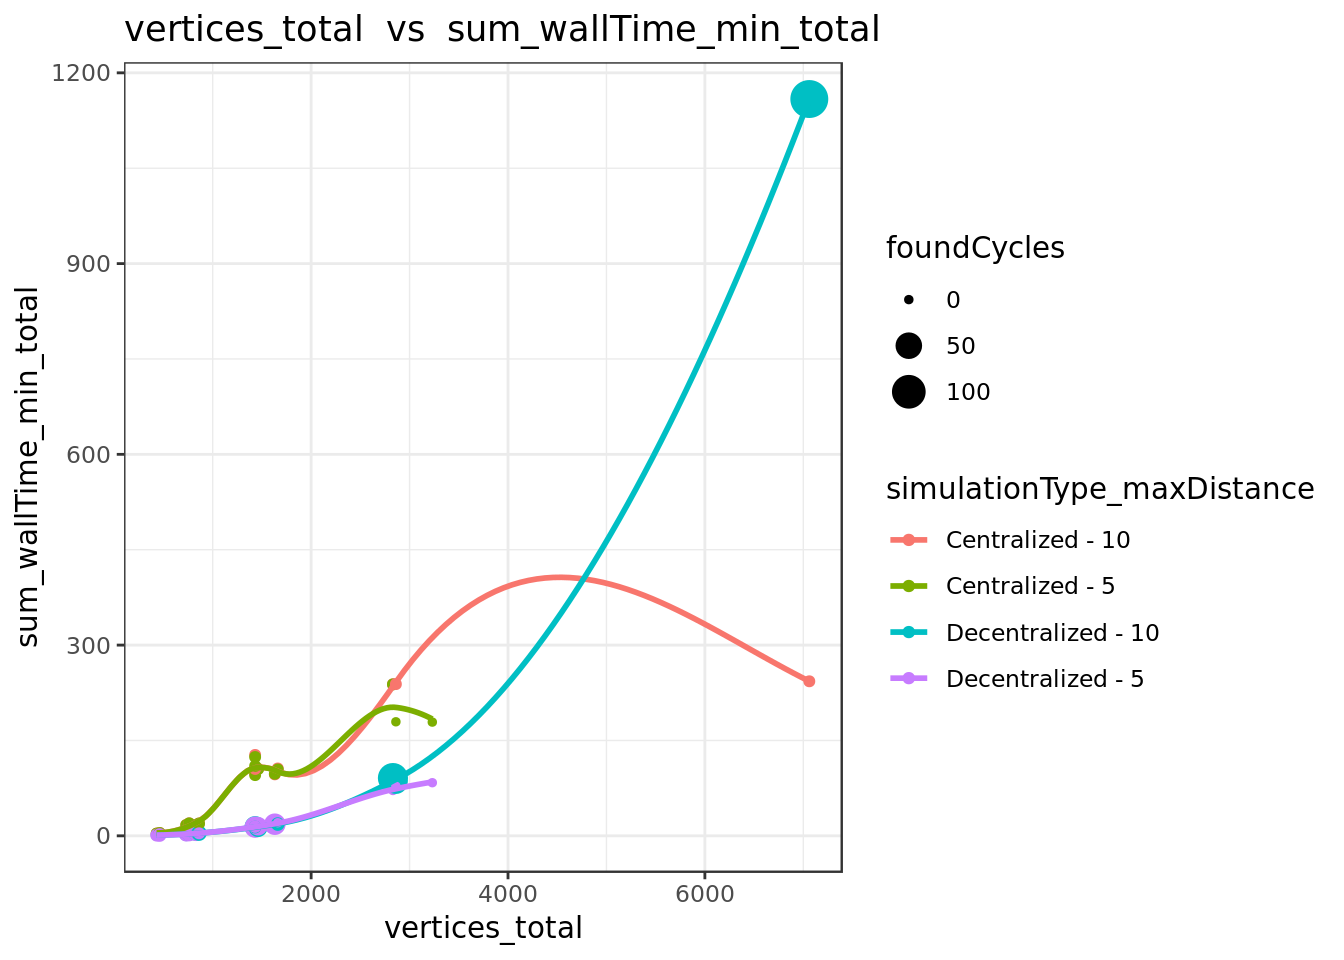 vertices_total  vs  sum_wallTime_min_total
sum_wallTime_min_total
1200
900
600
300
0
2000
4000
6000
vertices_total
foundCycles
0
50
100
simulationType_maxDistance
Centralized - 10
Centralized - 5
Decentralized - 10
Decentralized - 5